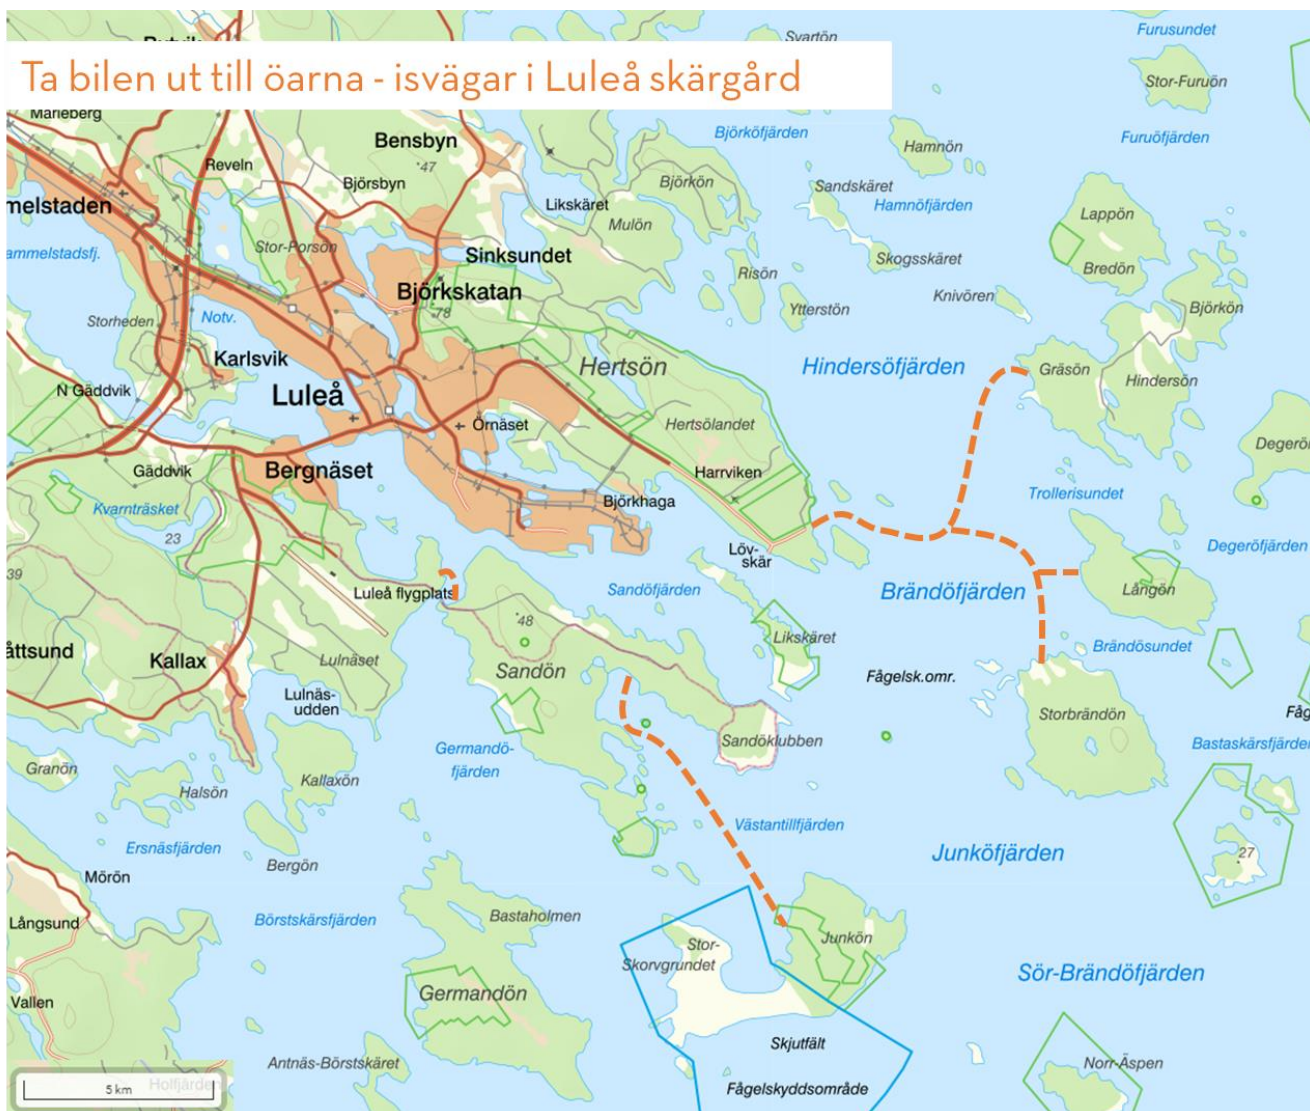 Furusundet
Svartön
Ta bilen ut till öarna - isvägar i Luleå skärgård
Stor-Furuön
Marieberg
Bensbyn
Björköfjärden
Furuöfjärden
Hamnön
Reveln
47
Björsbyn
Björkön
Sandskäret
melstaden
Likskäret
Hamnöfjärden
Lappön
Mulön
Stor-Porsön
ammelstadsfj.
Sinksundet
Skogsskäret
Bredön
Risön
Björkskatan
Knivören
Ytterstön
Björkön
78
Storheden
Notv.
Karlsvik
Hertsön
Hindersöfjärden
Gräsön
Hindersön
N Gäddvik
Luleå
Örnäset
Hertsölandet
Degerön
Gäddvik
Bergnäset
Harrviken
Trollerisundet
Kvarnträsket
Björkhaga
23
Degeröfjärden
Löv-
skär
39
Luleå flygplats
Sandöfjärden
Brändöfjärden
Långön
48
Likskäret
Brändösundet
åttsund
Kallax
Lulnäset
Sandön
Fågelsk.omr.
Lulnäs-
udden
Storbrändön
Fåg
Sandöklubben
Germandö-
fjärden
Bastaskärsfjärden
Granön
Kallaxön
Halsön
Västantillfjärden
Ersnäsfjärden
Junköfjärden
27
Bergön
Mörön
Börstskärsfjärden
Bastaholmen
Långsund
Junkön
Stor-
Skorvgrundet
Sör-Brändöfjärden
Germandön
Vallen
Skjutfält
Antnäs-Börstskäret
Norr-Äspen
Holfjärden
5 km
Fågelskyddsområde